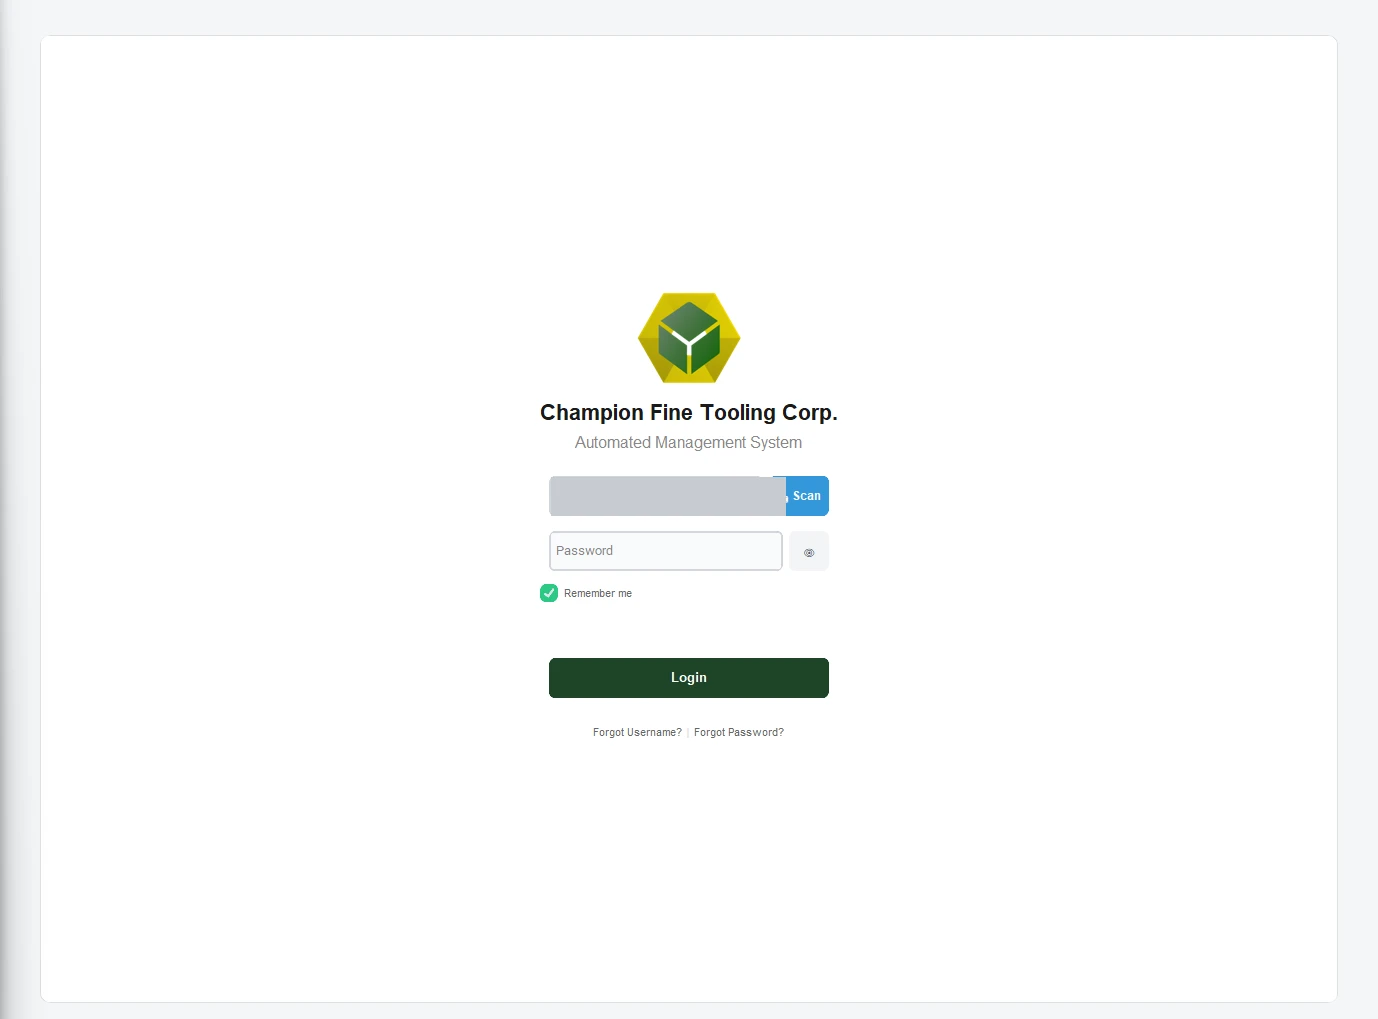 Champion Fine Tooling Corp.
Automated Management System
Scan
Password
Remember me
Login
Forgot Username? | Forgot Password?